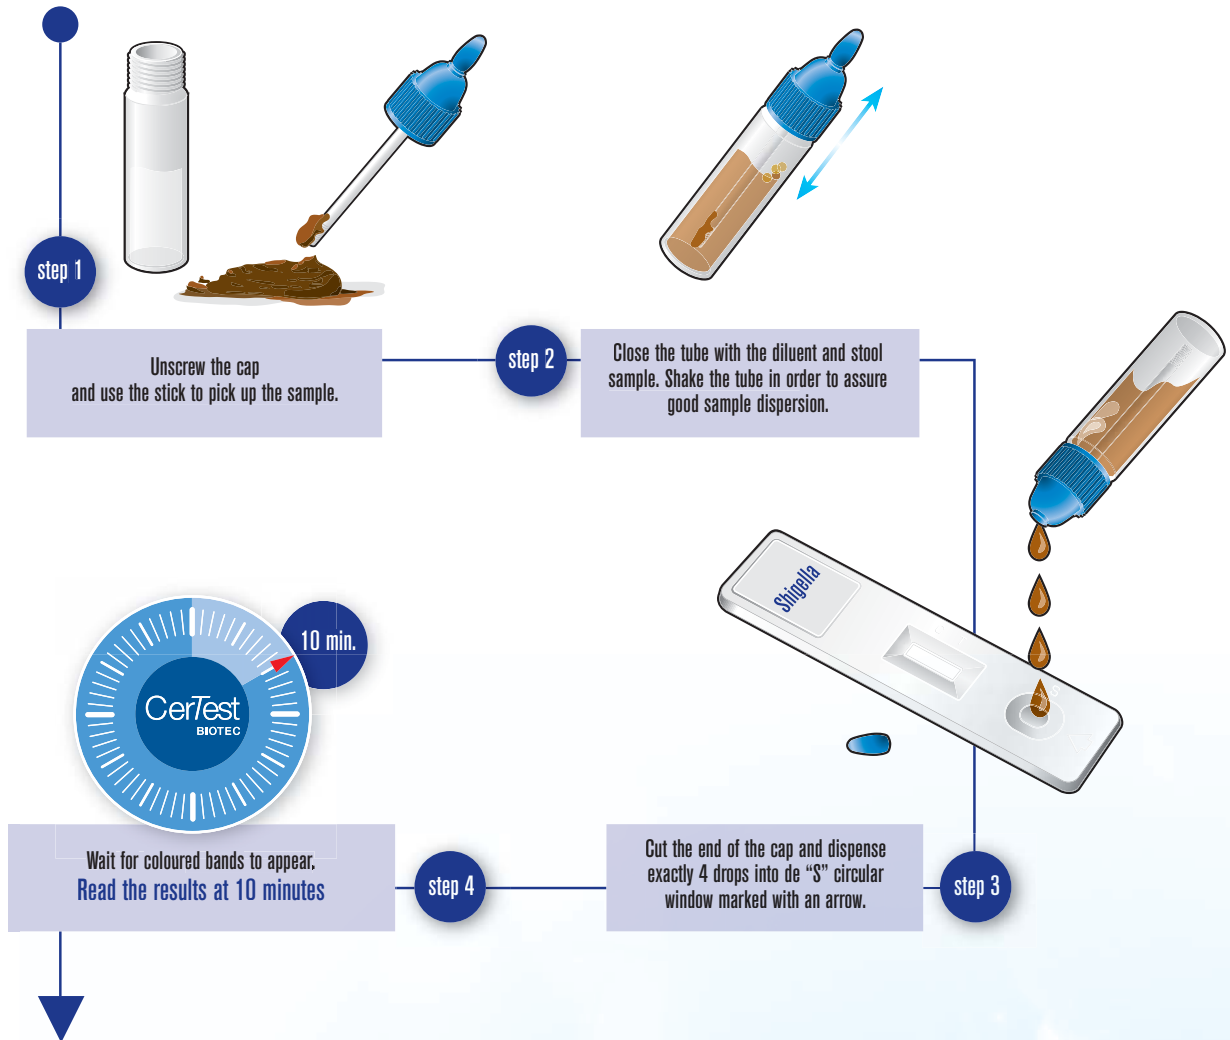 step 1
Unscrew the cap
and use the stick to pick up the sample.
step 2
Close the tube with the diluent and stool
sample. Shake the tube in order to assure
good sample dispersion.
Shigella
S
step 3
Cut the end of the cap and dispense
exactly 4 drops into de “S” circular
window marked with an arrow.
step 4
10 min.
CerTest
BIOTEC
Wait for coloured bands to appear.
Read the results at 10 minutes